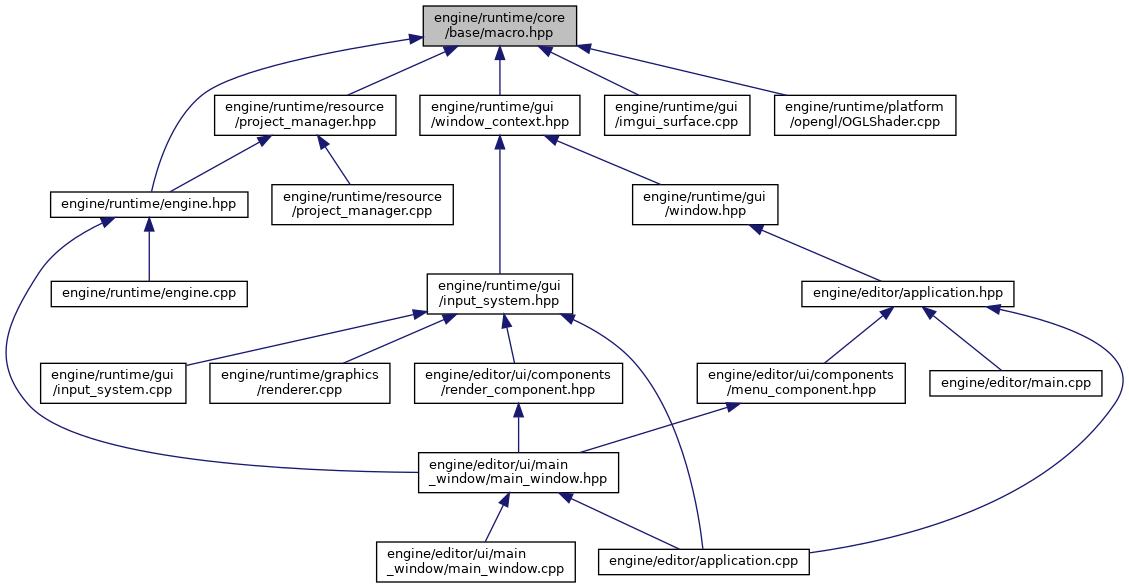 engine/runtime/core
/base/macro.hpp
engine/runtime/resource
/project_manager.hpp
engine/runtime/gui
/window_context.hpp
engine/runtime/gui
/imgui_surface.cpp
engine/runtime/platform
/opengl/OGLShader.cpp
engine/runtime/engine.hpp
engine/runtime/resource
/project_manager.cpp
engine/runtime/gui
/window.hpp
engine/runtime/engine.cpp
engine/runtime/gui
/input_system.hpp
engine/editor/application.hpp
engine/runtime/gui
/input_system.cpp
engine/runtime/graphics
/renderer.cpp
engine/editor/ui/components
/render_component.hpp
engine/editor/ui/components
/menu_component.hpp
engine/editor/main.cpp
engine/editor/ui/main
_window/main_window.hpp
engine/editor/ui/main
_window/main_window.cpp
engine/editor/application.cpp